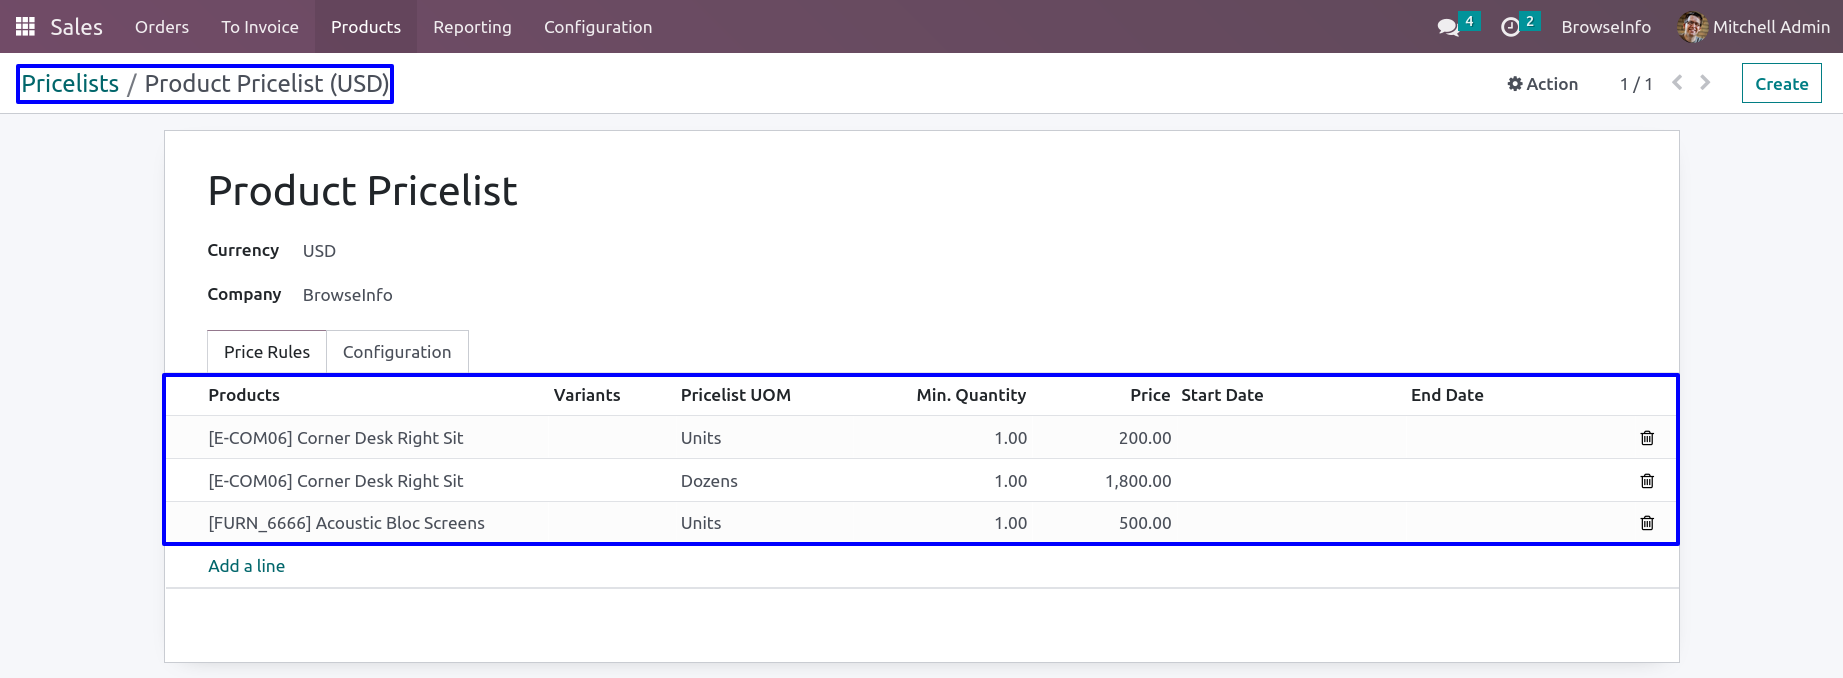 Sales Orders To Invoice Products Reporting Configuration 4 2 BrowseInfo Mitchell Admin
Pricelists / Product Pricelist (USD) Action 1 / 1 Create
Product Pricelist
Currency USD
Company BrowseInfo
Price Rules Configuration
Products Variants Pricelist UOM Min. Quantity Price Start Date End Date
[E-COM06] Corner Desk Right Sit Units 1.00 200.00
[E-COM06] Corner Desk Right Sit Dozens 1.00 1,800.00
[FURN_6666] Acoustic Bloc Screens Units 1.00 500.00
Add a line